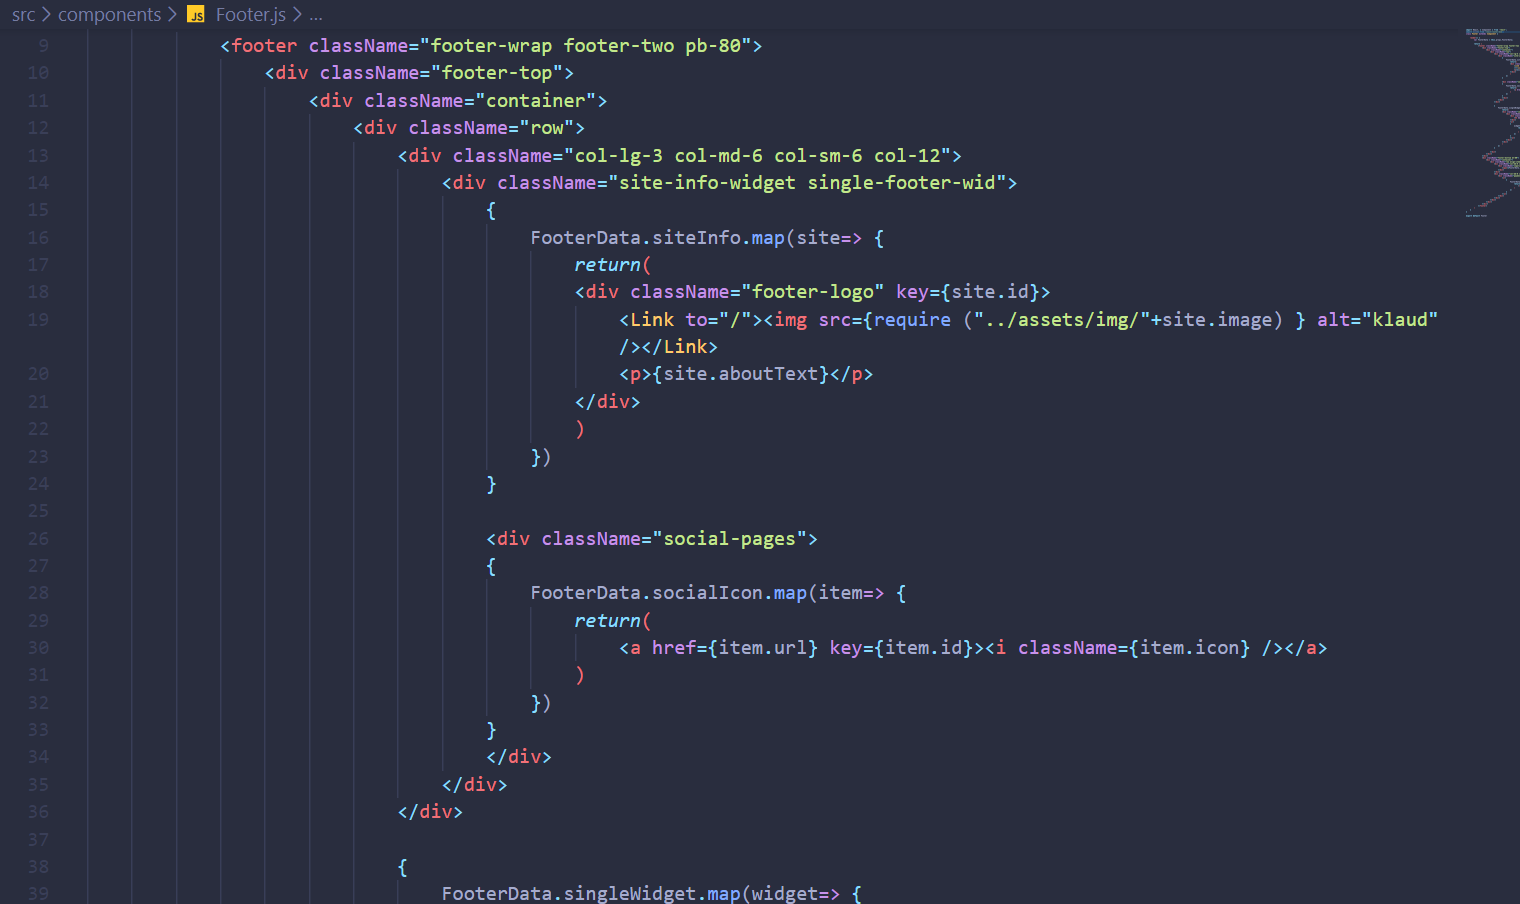 src > components > JS Footer.js > ...
9 <footer className="footer-wrap footer-two pb-80">
10 <div className="footer-top">
11 <div className="container">
12 <div className="row">
13 <div className="col-lg-3 col-md-6 col-sm-6 col-12">
14 <div className="site-info-widget single-footer-wid">
15 {
16 FooterData.siteInfo.map(site=> {
17 return(
18 <div className="footer-logo" key={site.id}>
19 <Link to="/"><img src={require ("../assets/img/"+site.image) } alt="klaud"
/></Link>
20 <p>{site.aboutText}</p>
21 </div>
22 )
23 })
24 }
25
26 <div className="social-pages">
27 {
28 FooterData.socialIcon.map(item=> {
29 return(
30 <a href={item.url} key={item.id}><i className={item.icon} /></a>
31 )
32 })
33 }
34 </div>
35 </div>
36 </div>
37
38 {
39 FooterData.singleWidget.map(widget=> {